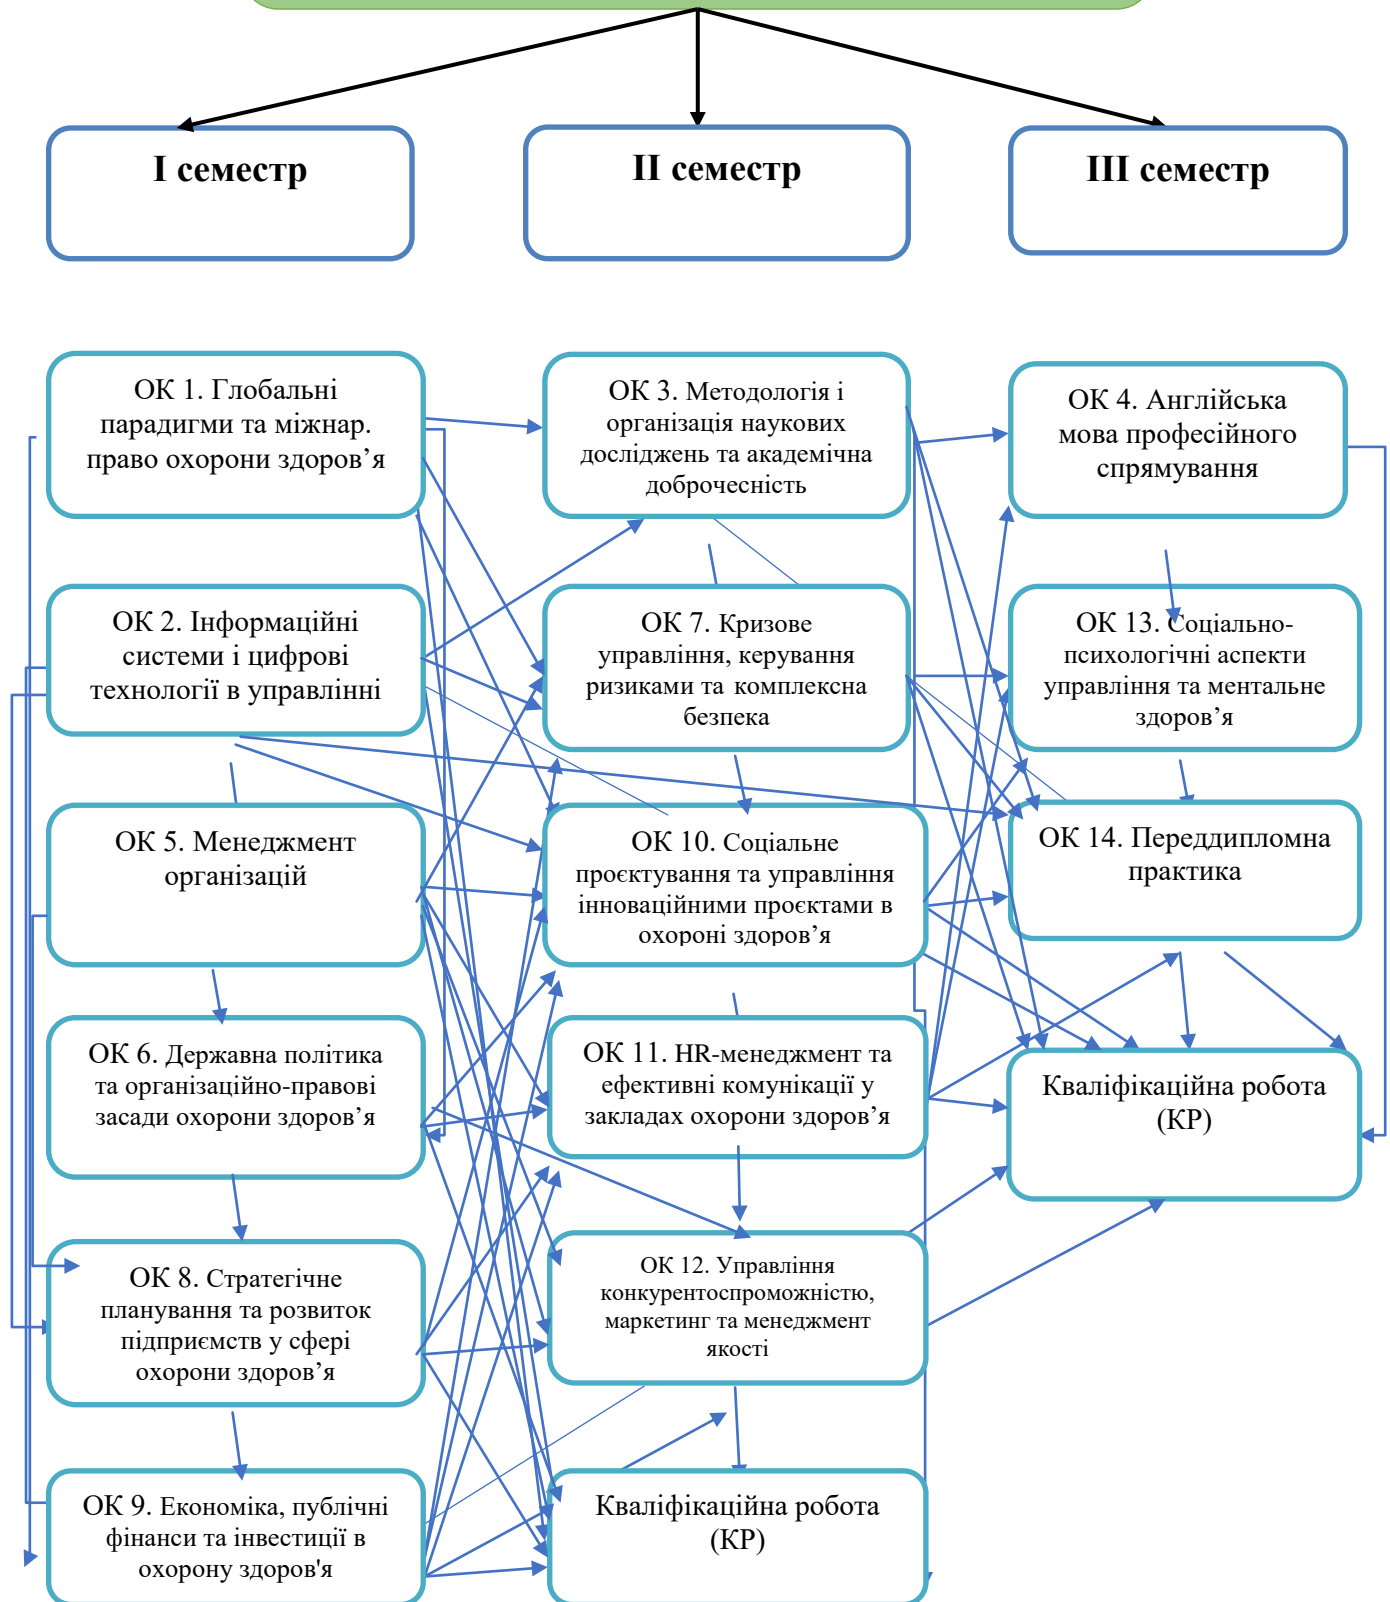 I семестр
II семестр
III семестр
ОК 1. Глобальні
парадигми та міжнар.
право охорони здоров’я
ОК 2. Інформаційні
системи і цифрові
технології в управлінні
ОК 5. Менеджмент
організацій
ОК 6. Державна політика
та організаційно-правові
засади охорони здоров’я
ОК 8. Стратегічне
планування та розвиток
підприємств у сфері
охорони здоров’я
ОК 9. Економіка, публічні
фінанси та інвестиції в
охорону здоров'я
ОК 3. Методологія і
організація наукових
досліджень та академічна
доброчесність
ОК 7. Кризове
управління, керування
ризиками та комплексна
безпека
ОК 10. Соціальне
проєктування та управління
інноваційними проєктами в
охороні здоров’я
ОК 11. HR-менеджмент та
ефективні комунікації у
закладах охорони здоров’я
ОК 12. Управління
конкурентоспроможністю,
маркетинг та менеджмент
якості
Кваліфікаційна робота
(КР)
ОК 4. Англійська
мова професійного
спрямування
ОК 13. Соціально-
психологічні аспекти
управління та ментальне
здоров’я
ОК 14. Переддипломна
практика
Кваліфікаційна робота
(КР)